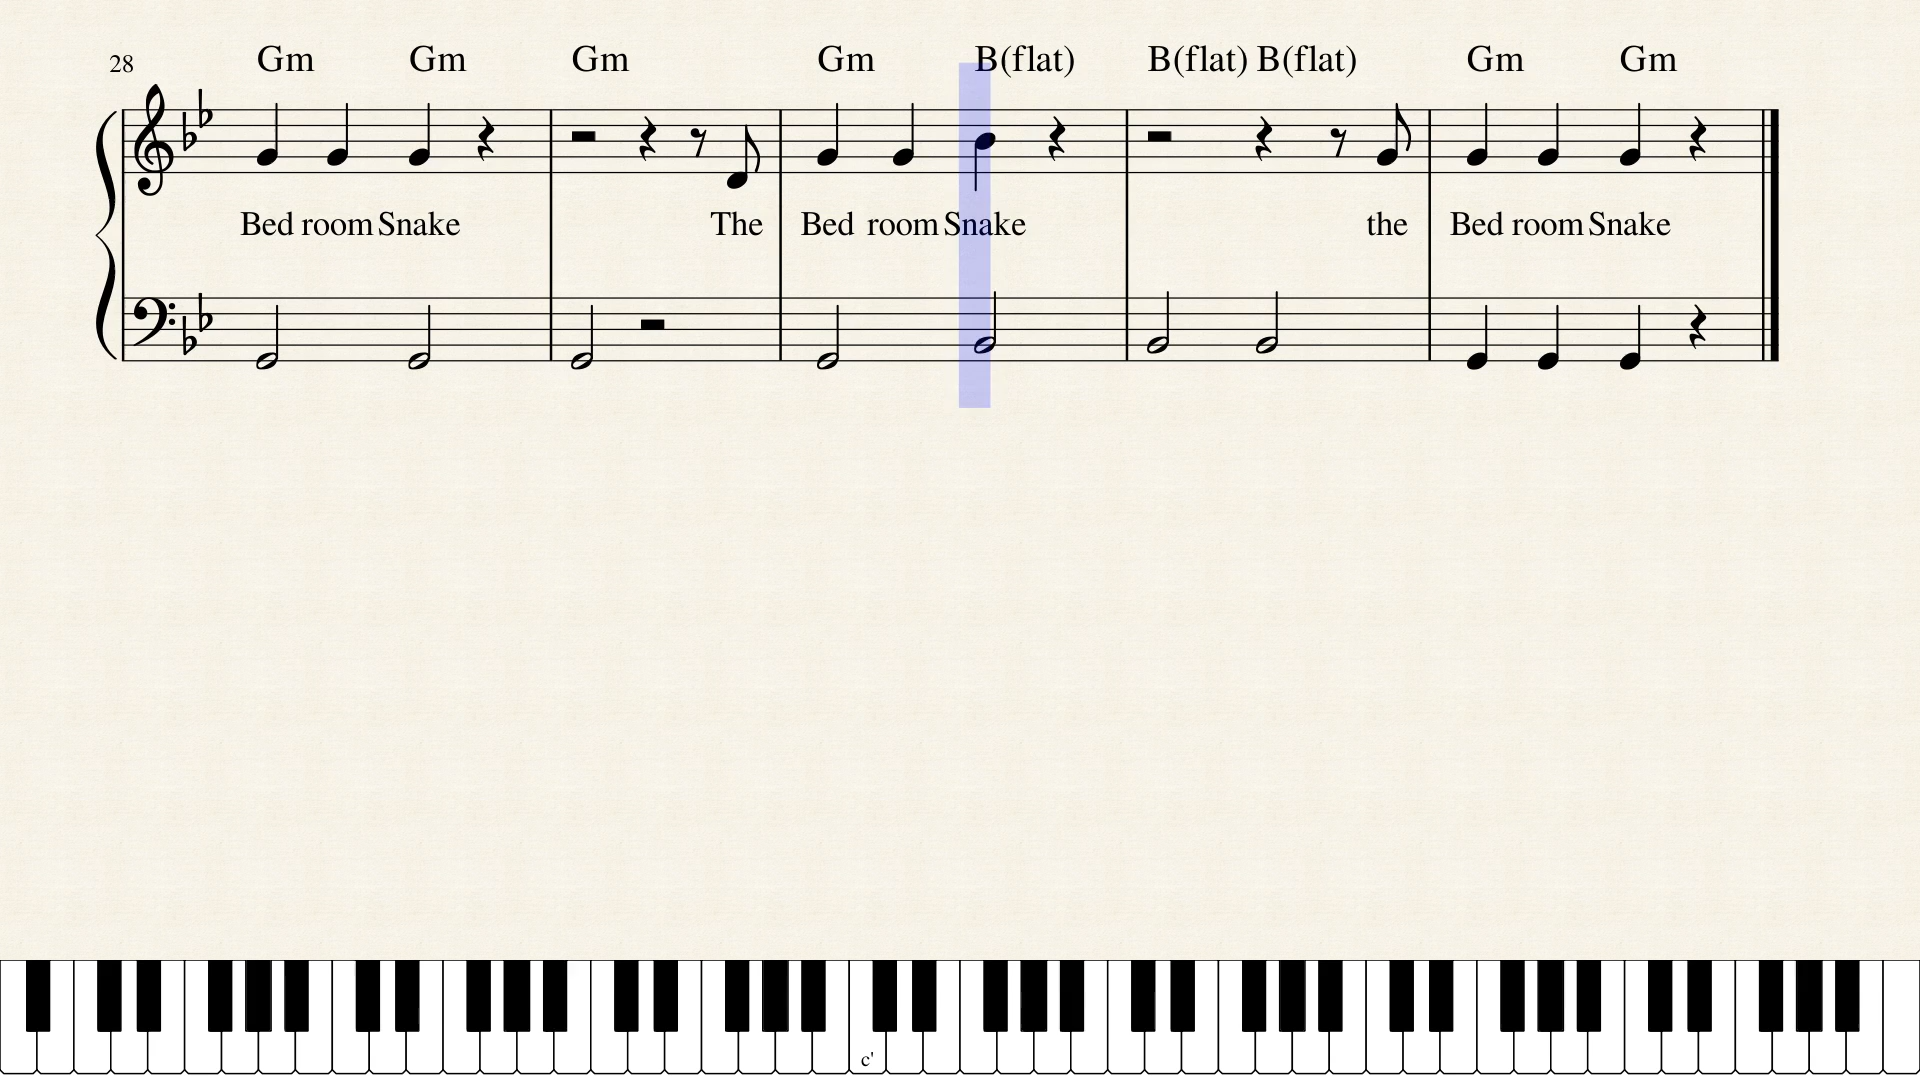 28 Gm Gm Gm Gm B(flat) B(flat) B(flat) Gm Gm
Bed room Snake The Bed room Snake the Bed room Snake
c'